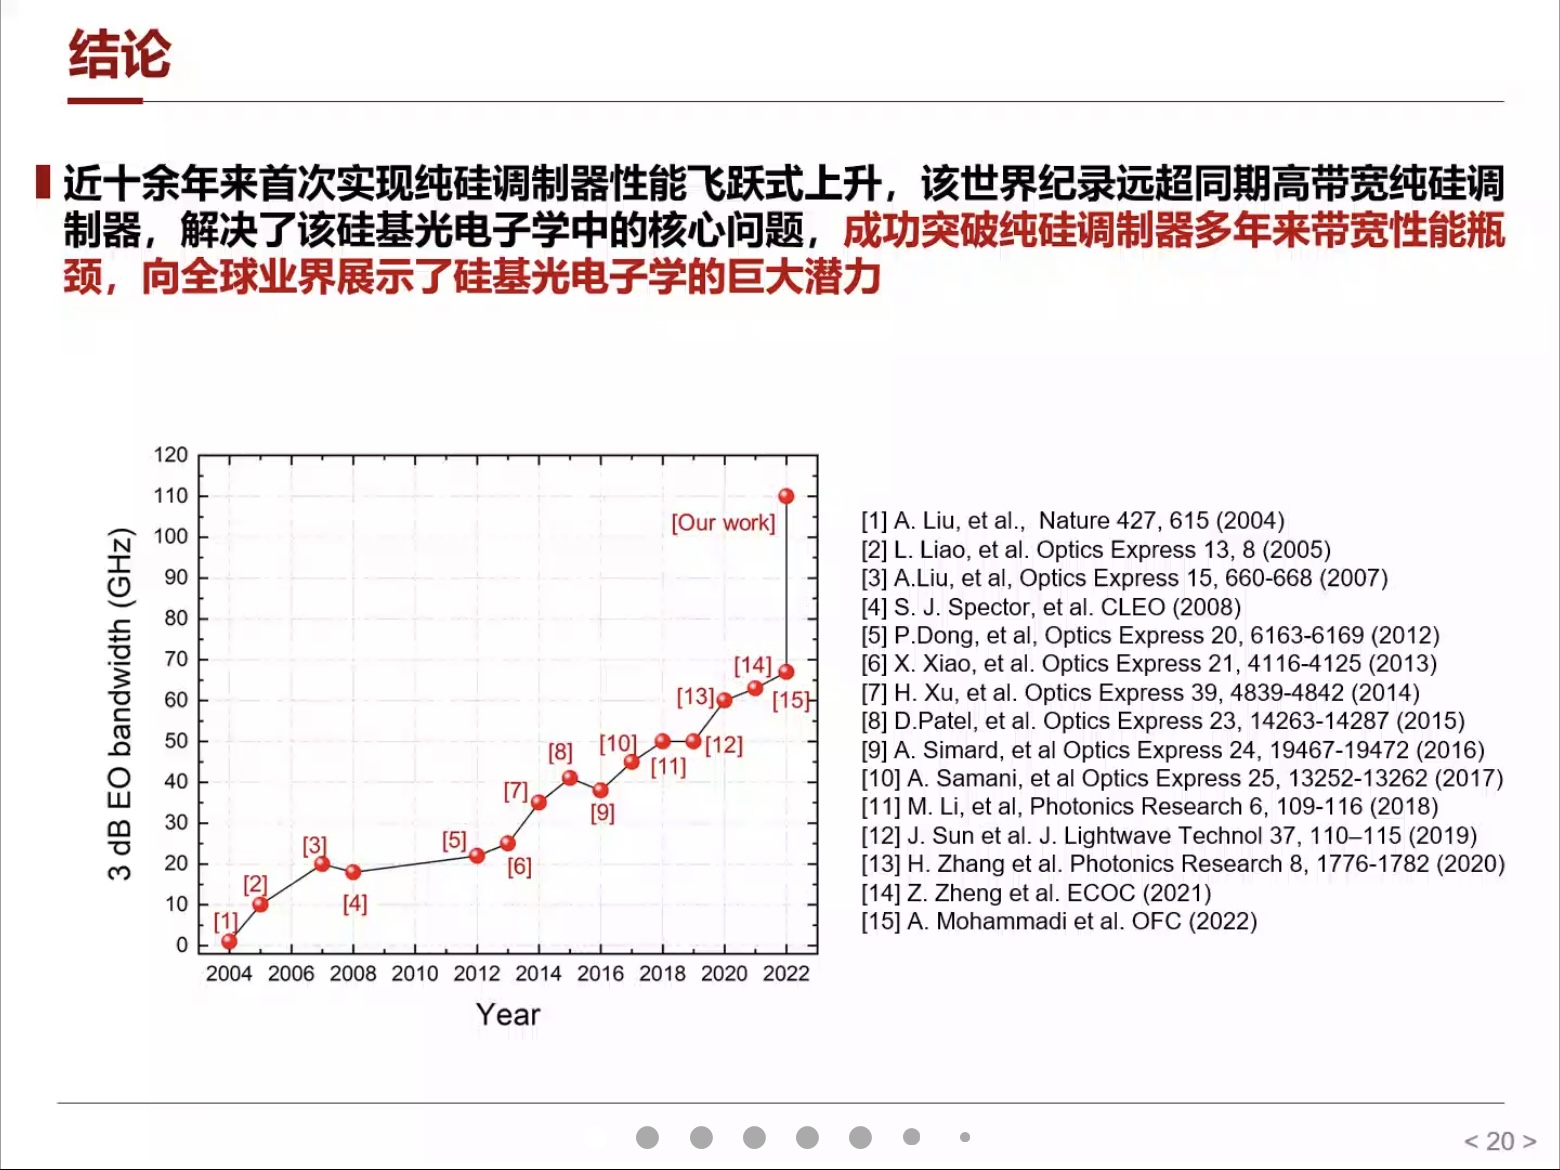 结论
近十余年来首次实现纯硅调制器性能飞跃式上升，该世界纪录远超同期高带宽纯硅调
制器，解决了该硅基光电子学中的核心问题，成功突破纯硅调制器多年来带宽性能瓶
颈，向全球业界展示了硅基光电子学的巨大潜力
120
110
100
90
80
70
60
50
40
30
20
10
0
3 dB EO bandwidth (GHz)
[Our work]
[14]
[13]
[15]
[10]
[12]
[8]
[11]
[7]
[9]
[5]
[3]
[6]
[2]
[4]
[1]
2004 2006 2008 2010 2012 2014 2016 2018 2020 2022
Year
[1] A. Liu, et al.,  Nature 427, 615 (2004)
[2] L. Liao, et al. Optics Express 13, 8 (2005)
[3] A.Liu, et al, Optics Express 15, 660-668 (2007)
[4] S. J. Spector, et al. CLEO (2008)
[5] P.Dong, et al, Optics Express 20, 6163-6169 (2012)
[6] X. Xiao, et al. Optics Express 21, 4116-4125 (2013)
[7] H. Xu, et al. Optics Express 39, 4839-4842 (2014)
[8] D.Patel, et al. Optics Express 23, 14263-14287 (2015)
[9] A. Simard, et al Optics Express 24, 19467-19472 (2016)
[10] A. Samani, et al Optics Express 25, 13252-13262 (2017)
[11] M. Li, et al, Photonics Research 6, 109-116 (2018)
[12] J. Sun et al. J. Lightwave Technol 37, 110–115 (2019)
[13] H. Zhang et al. Photonics Research 8, 1776-1782 (2020)
[14] Z. Zheng et al. ECOC (2021)
[15] A. Mohammadi et al. OFC (2022)
< 20 >